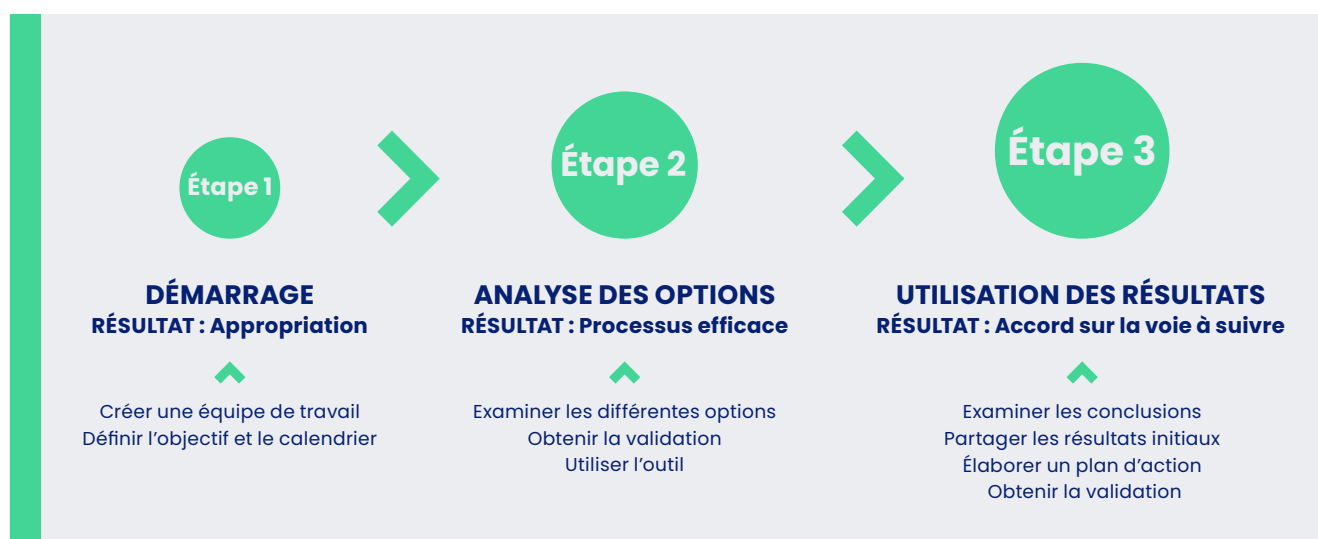 Étape 1
DÉMARRAGE
RÉSULTAT : Appropriation
Créer une équipe de travail
Définir l’objectif et le calendrier
Étape 2
ANALYSE DES OPTIONS
RÉSULTAT : Processus efficace
Examiner les différentes options
Obtenir la validation
Utiliser l’outil
Étape 3
UTILISATION DES RÉSULTATS
RÉSULTAT : Accord sur la voie à suivre
Examiner les conclusions
Partager les résultats initiaux
Élaborer un plan d’action
Obtenir la validation